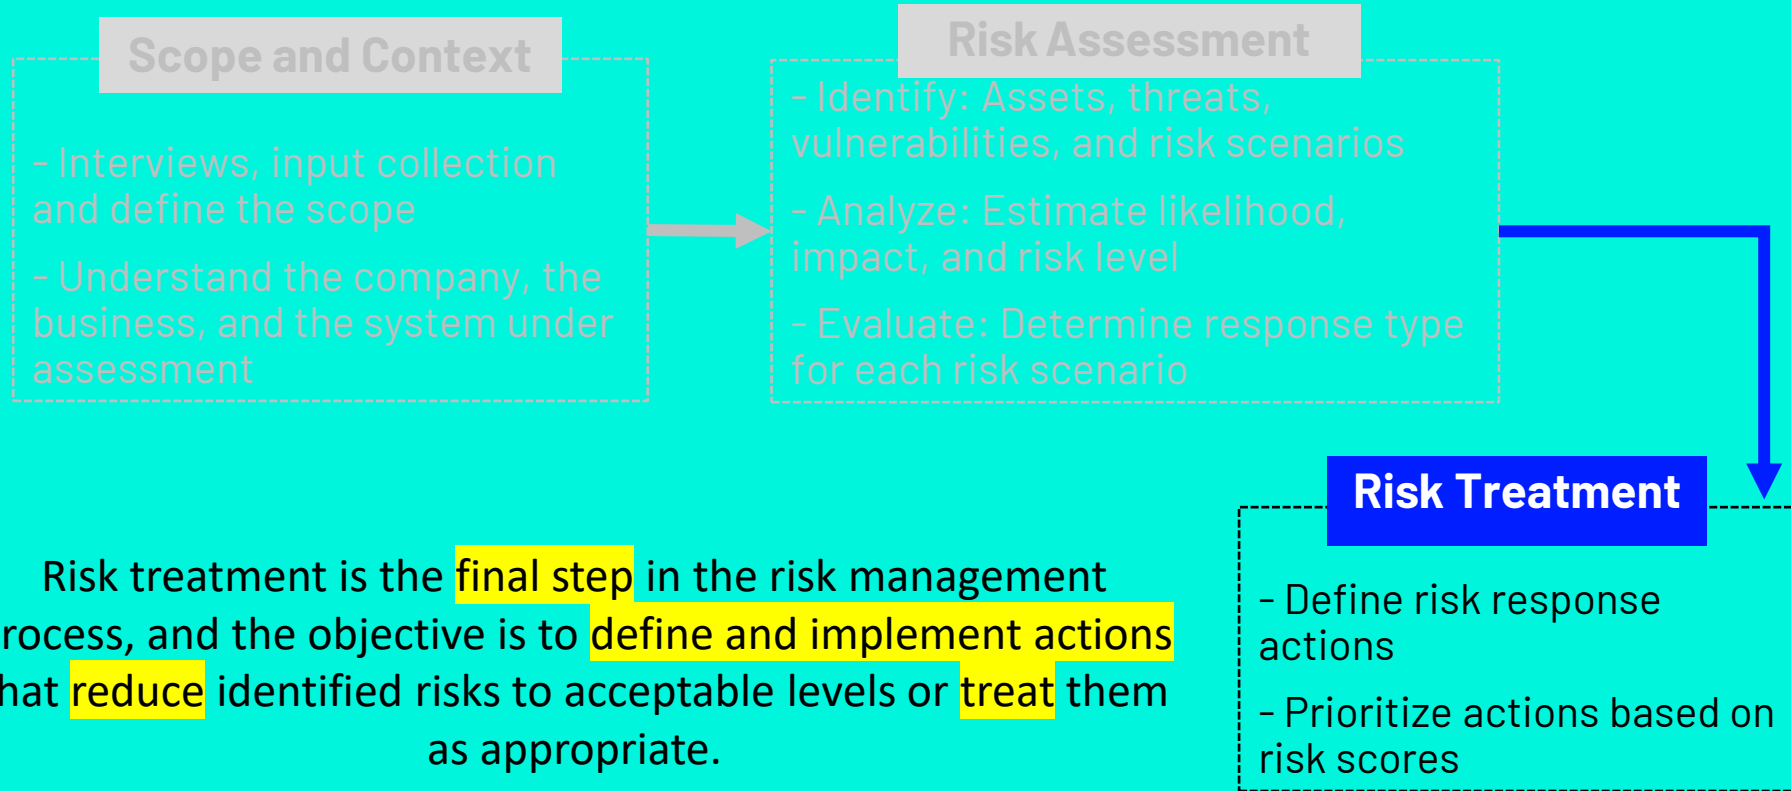 Scope and Context
- Interviews, input collection
and define the scope
- Understand the company, the
business, and the system under
assessment
Risk Assessment
- Identify: Assets, threats,
vulnerabilities, and risk scenarios
- Analyze: Estimate likelihood,
impact, and risk level
- Evaluate: Determine response type
for each risk scenario
Risk treatment is the final step in the risk management
rocess, and the objective is to define and implement actions
hat reduce identified risks to acceptable levels or treat them
as appropriate.
Risk Treatment
- Define risk response
actions
- Prioritize actions based on
risk scores